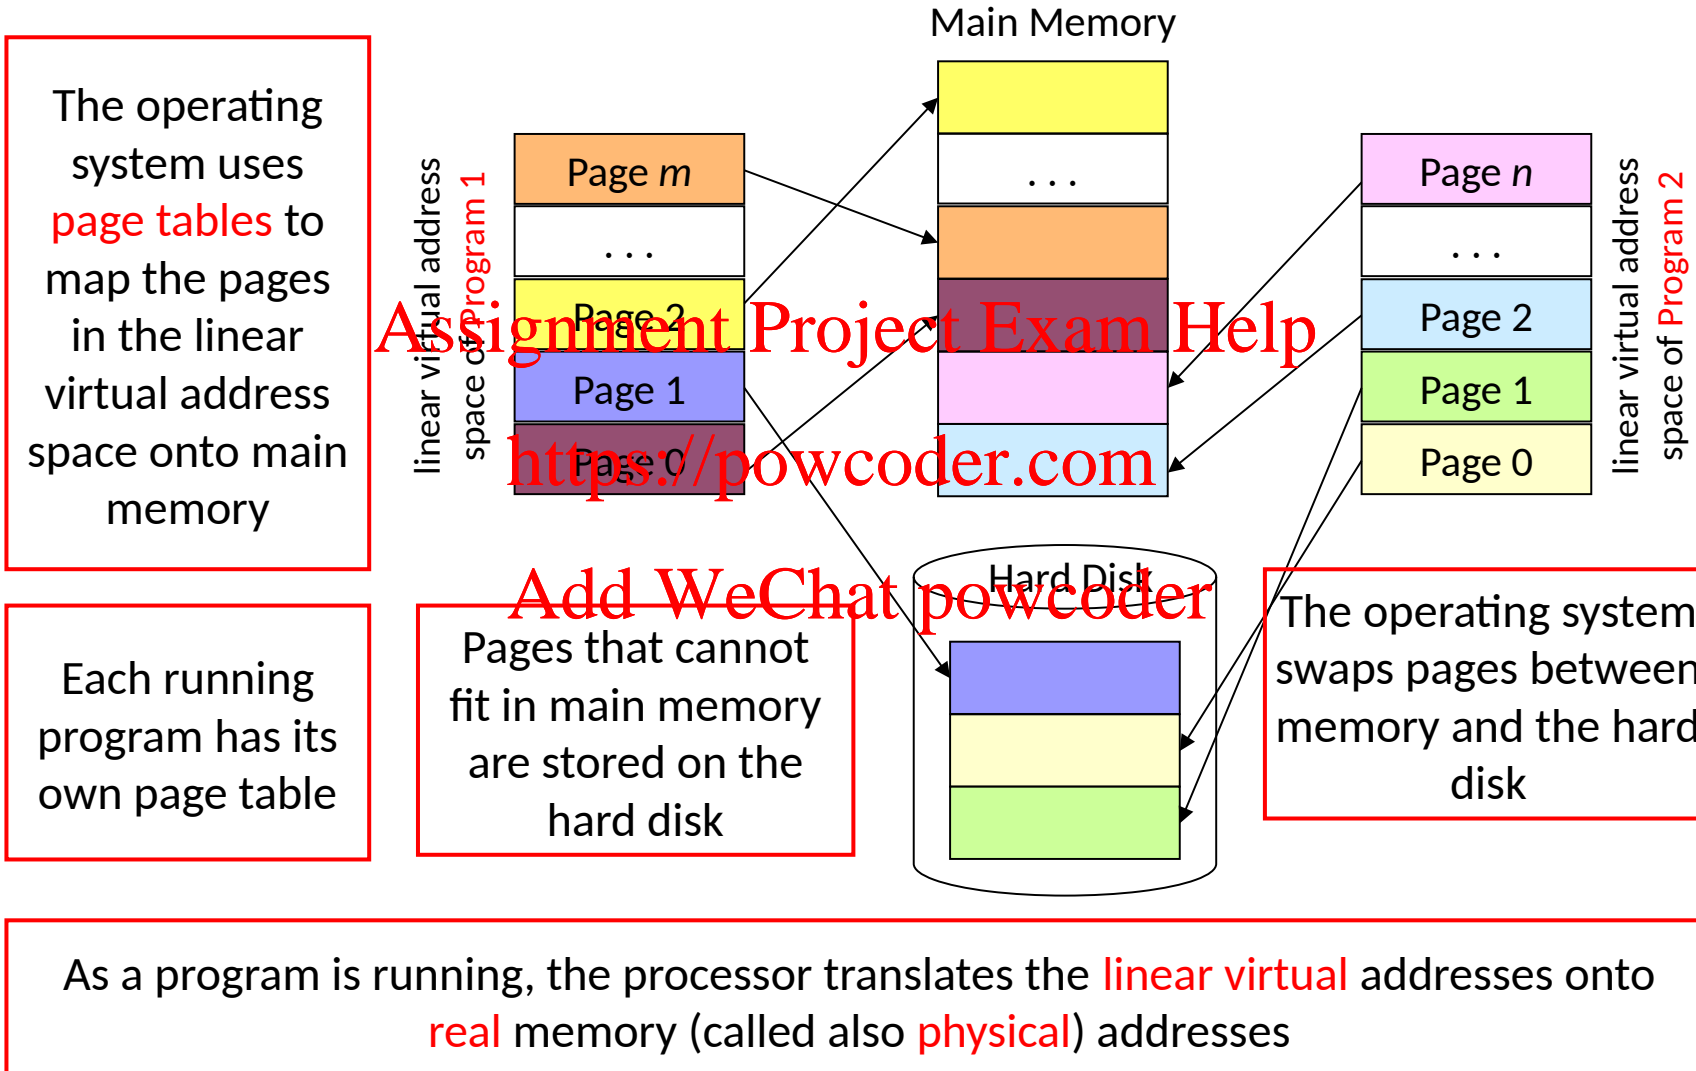 Main Memory
The operating
system uses
page tables to
map the pages
in the linear
virtual address
space onto main
memory
linear virtual address
space of Program 1
Page m
. . .
Page 2
Page 1
Page 0
. . .
Page n
. . .
Page 2
Page 1
Page 0
linear virtual address
space of Program 2
Assignment Project Exam Help
https://powcoder.com
Add WeChat powcoder
Hard Disk
Each running
program has its
own page table
Pages that cannot
fit in main memory
are stored on the
hard disk
The operating system
swaps pages between
memory and the hard
disk
As a program is running, the processor translates the linear virtual addresses onto
real memory (called also physical) addresses